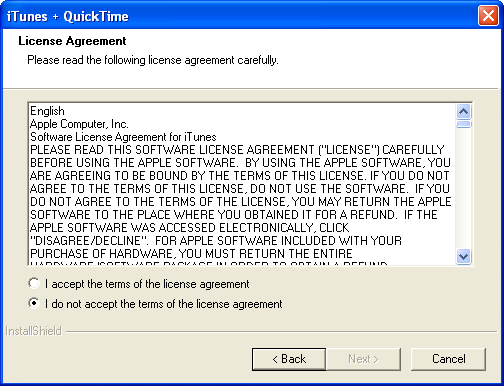 iTunes + QuickTime
License Agreement
Please read the following license agreement carefully.
English
Apple Computer, Inc.
Software License Agreement for iTunes
PLEASE READ THIS SOFTWARE LICENSE AGREEMENT ("LICENSE") CAREFULLY
BEFORE USING THE APPLE SOFTWARE.  BY USING THE APPLE SOFTWARE, YOU
ARE AGREEING TO BE BOUND BY THE TERMS OF THIS LICENSE. IF YOU DO NOT
AGREE TO THE TERMS OF THIS LICENSE, DO NOT USE THE SOFTWARE.  IF YOU
DO NOT AGREE TO THE TERMS OF THE LICENSE, YOU MAY RETURN THE APPLE
SOFTWARE TO THE PLACE WHERE YOU OBTAINED IT FOR A REFUND.  IF THE
APPLE SOFTWARE WAS ACCESSED ELECTRONICALLY, CLICK
"DISAGREE/DECLINE".  FOR APPLE SOFTWARE INCLUDED WITH YOUR
PURCHASE OF HARDWARE, YOU MUST RETURN THE ENTIRE
HARDWARE/SOFTWARE PACKAGE IN ORDER TO OBTAIN A REFUND.
I accept the terms of the license agreement
I do not accept the terms of the license agreement
InstallShield
< Back
Next >
Cancel